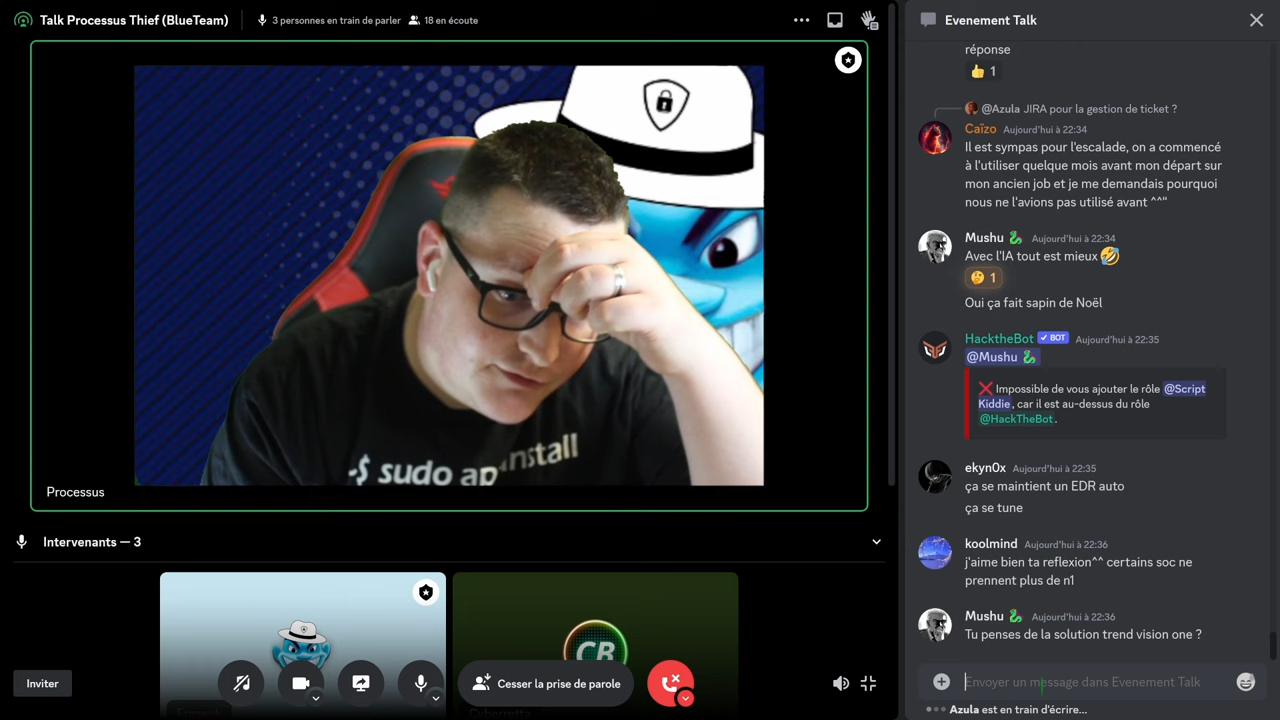 Talk Processus Thief (BlueTeam)
3 personnes en train de parler
18 en écoute
-$ sudo ap install
Processus
Intervenants — 3
CB
Inviter
Cesser la prise de parole
Evenement Talk
réponse
👍 1
@Azula JIRA pour la gestion de ticket ?
Caïzo Aujourd'hui à 22:34
Il est sympas pour l'escalade, on a commencé
à l'utiliser quelque mois avant mon départ sur
mon ancien job et je me demandais pourquoi
nous ne l'avions pas utilisé avant ^^"
Mushu 🐍 Aujourd'hui à 22:34
Avec l'IA tout est mieux 🤣
🤔 1
Oui ça fait sapin de Noël
HacktheBot ✔ BOT Aujourd'hui à 22:35
@Mushu 🐍
❌ Impossible de vous ajouter le rôle @Script
Kiddie, car il est au-dessus du rôle
@HackTheBot.
ekyn0x Aujourd'hui à 22:35
ça se maintient un EDR auto
ça se tune
koolmind Aujourd'hui à 22:36
j'aime bien ta reflexion^^ certains soc ne
prennent plus de n1
Mushu 🐍 Aujourd'hui à 22:36
Tu penses de la solution trend vision one ?
Envoyer un message dans Evenement Talk
Azula est en train d'écrire...